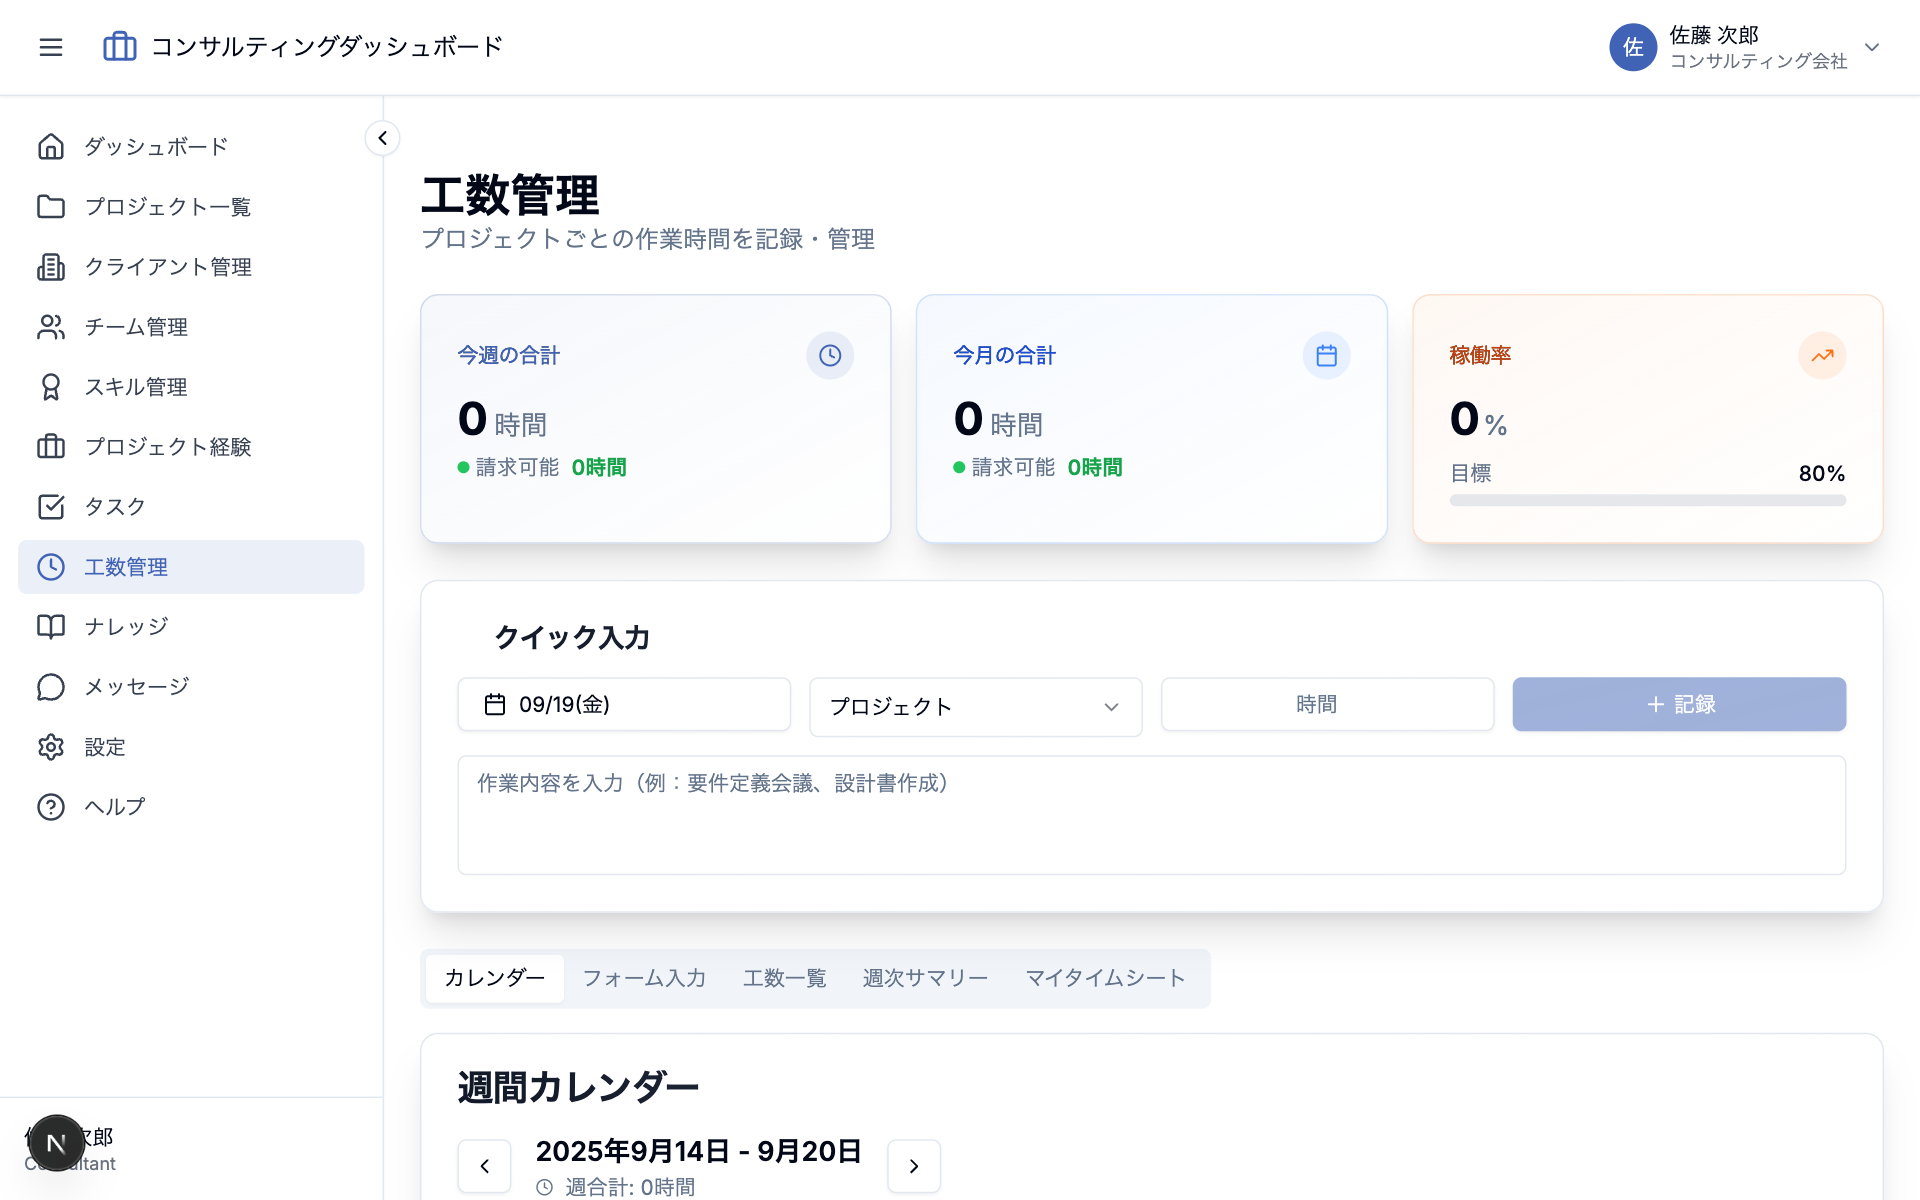 コンサルティングダッシュボード
佐
佐藤 次郎
コンサルティング会社
ダッシュボード
プロジェクト一覧
クライアント管理
チーム管理
スキル管理
プロジェクト経験
タスク
工数管理
ナレッジ
メッセージ
設定
ヘルプ
N
次郎
工数管理
プロジェクトごとの作業時間を記録・管理
今週の合計
0 時間
請求可能 0時間
今月の合計
0 時間
請求可能 0時間
稼働率
0 %
目標 80%
クイック入力
09/19(金)
プロジェクト
時間
+ 記録
作業内容を入力（例：要件定義会議、設計書作成）
カレンダー フォーム入力 工数一覧 週次サマリー マイタイムシート
週間カレンダー
2025年9月14日 - 9月20日
週合計: 0時間